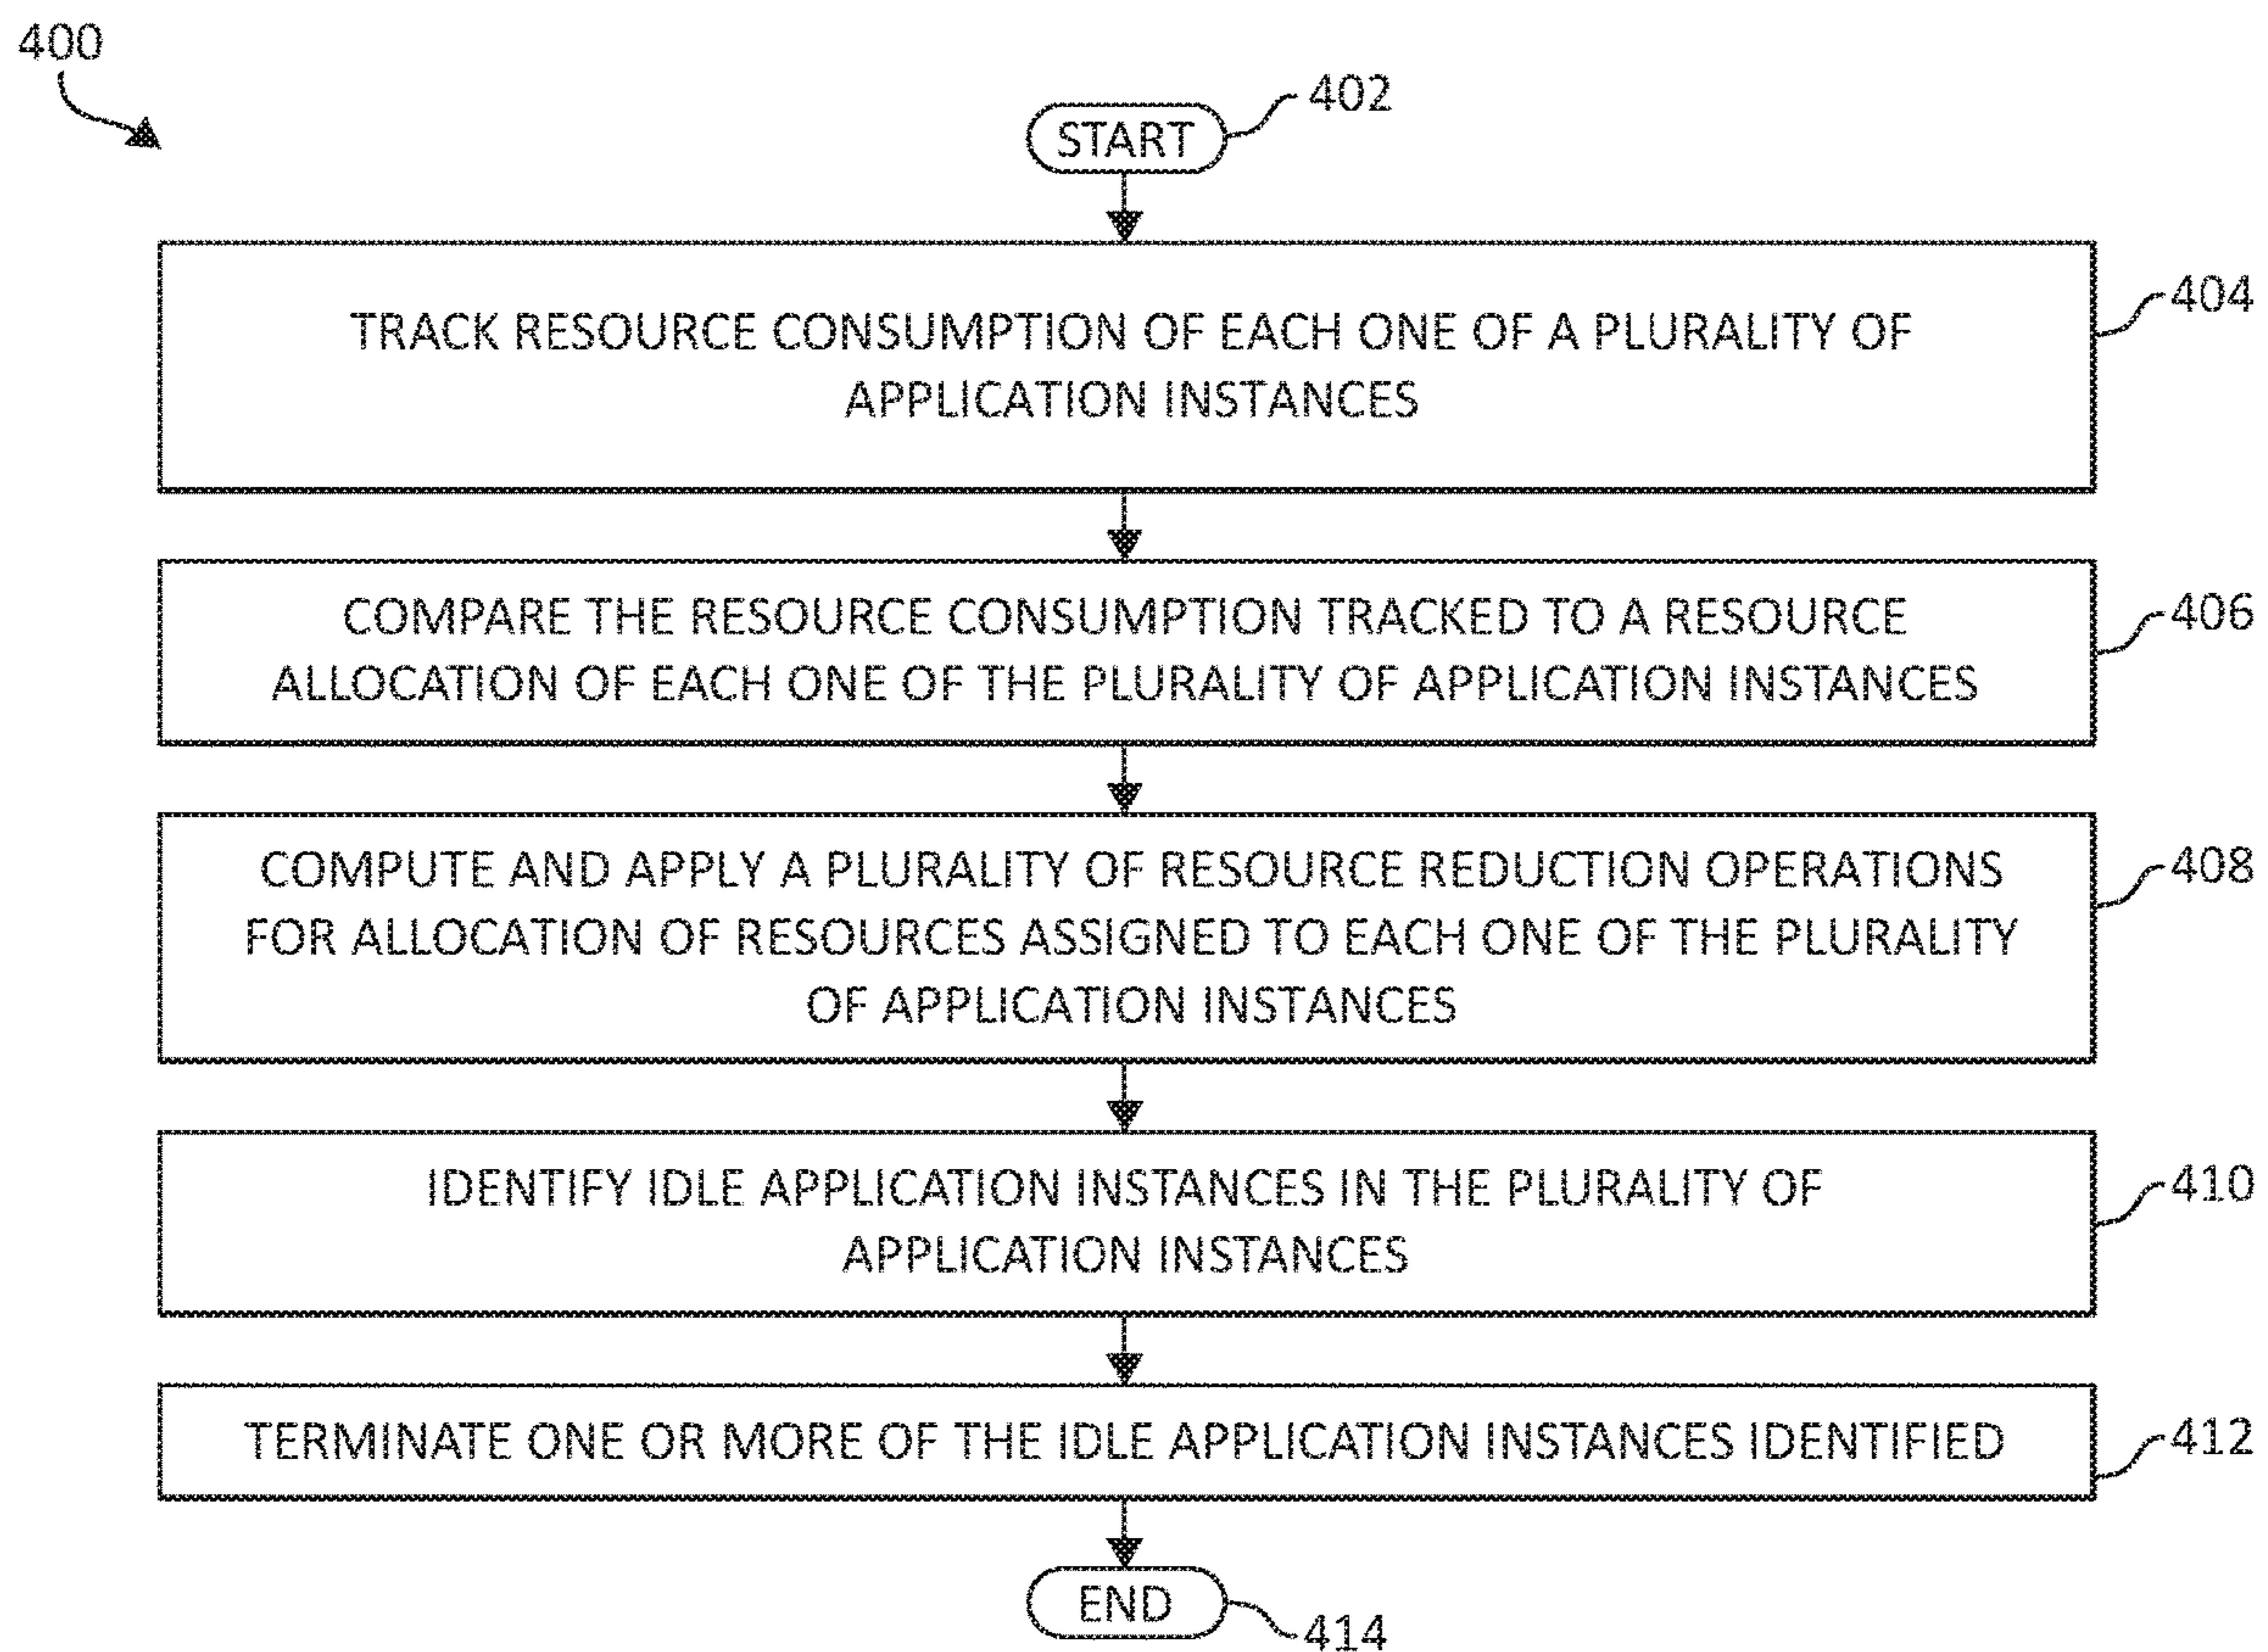 400
START
402
TRACK RESOURCE CONSUMPTION OF EACH ONE OF A PLURALITY OF
APPLICATION INSTANCES
404
COMPARE THE RESOURCE CONSUMPTION TRACKED TO A RESOURCE
ALLOCATION OF EACH ONE OF THE PLURALITY OF APPLICATION INSTANCES
406
COMPUTE AND APPLY A PLURALITY OF RESOURCE REDUCTION OPERATIONS
FOR ALLOCATION OF RESOURCES ASSIGNED TO EACH ONE OF THE PLURALITY
OF APPLICATION INSTANCES
408
IDENTIFY IDLE APPLICATION INSTANCES IN THE PLURALITY OF
APPLICATION INSTANCES
410
TERMINATE ONE OR MORE OF THE IDLE APPLICATION INSTANCES IDENTIFIED
412
END
414